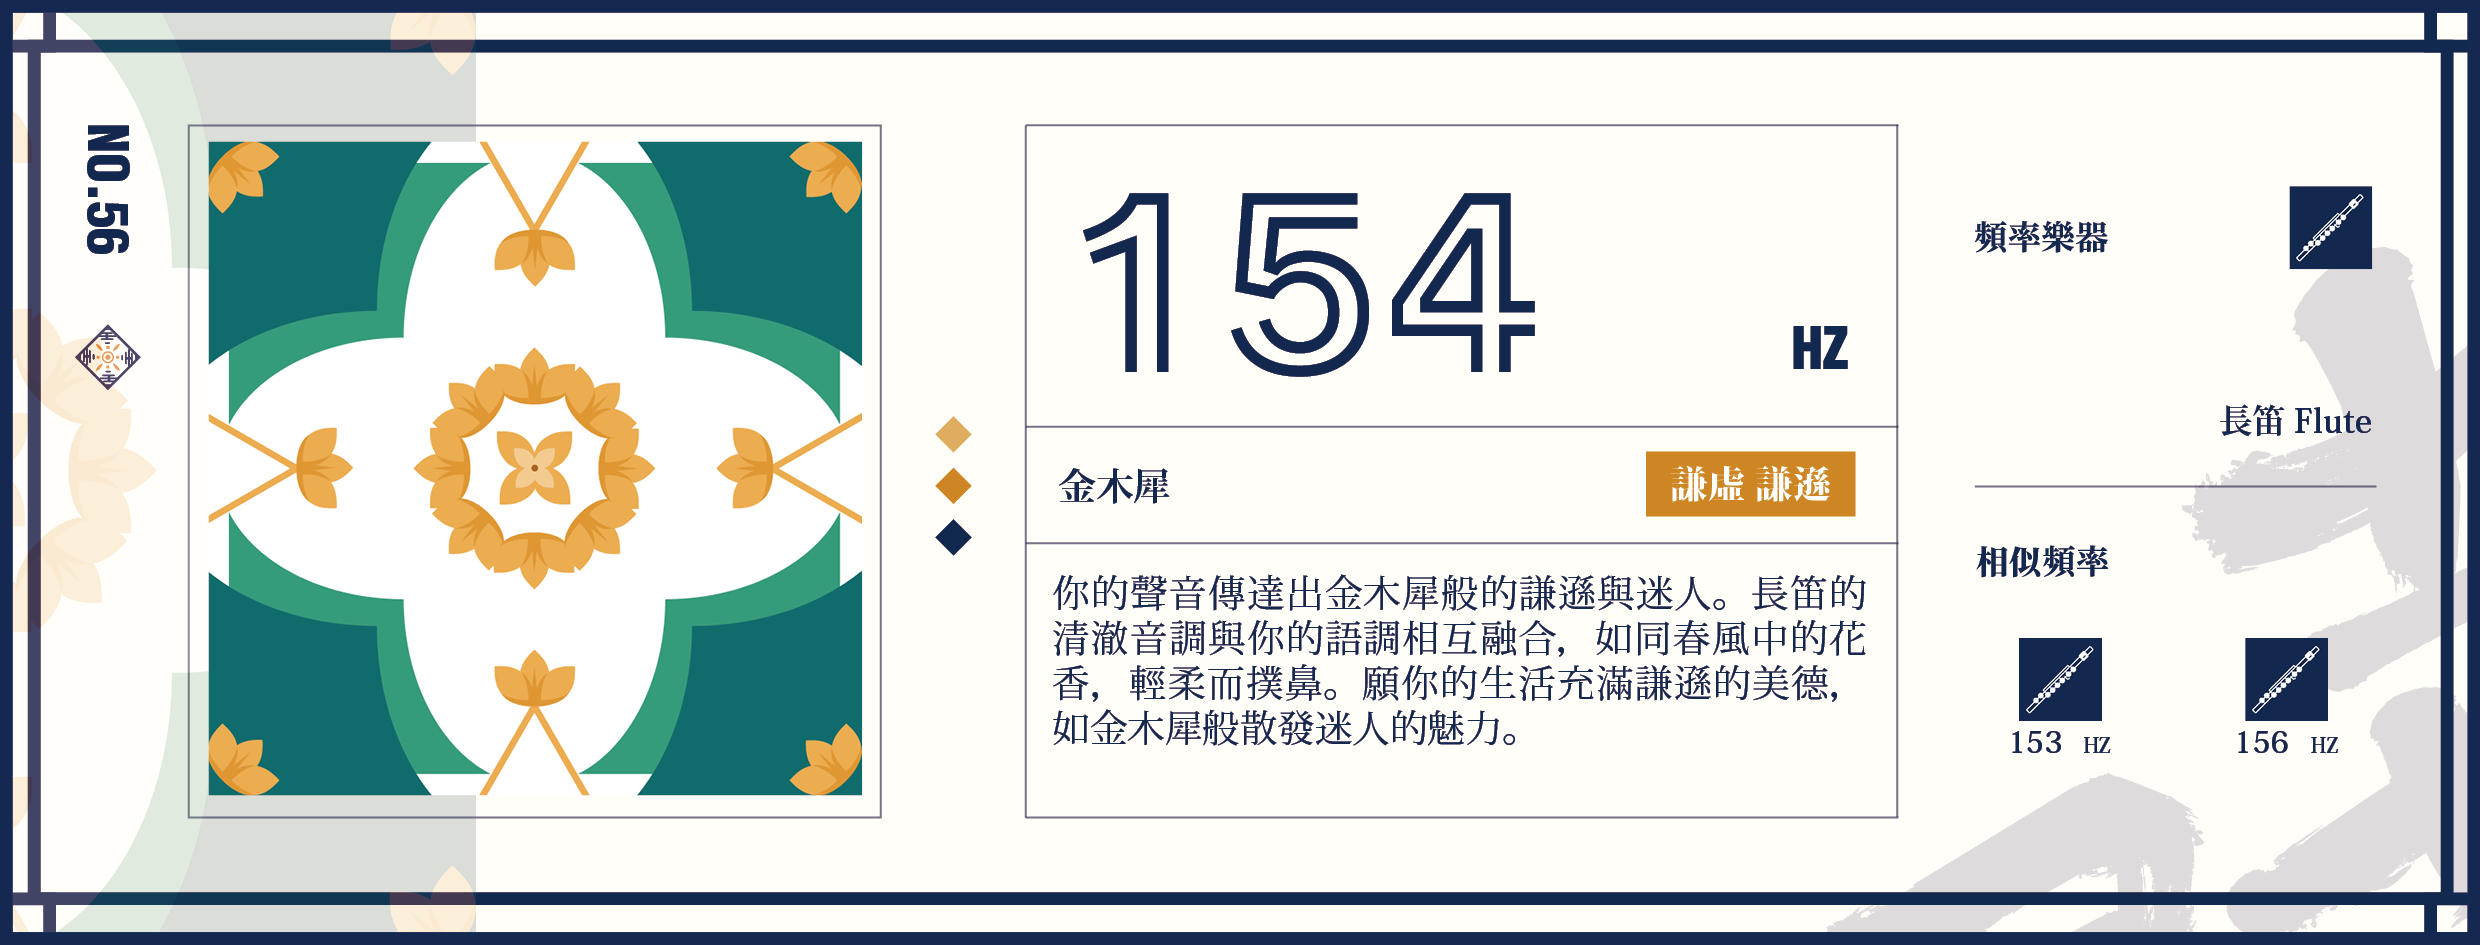 NO.56
154
HZ
金木犀
謙虛 謙遜
你的聲音傳達出金木犀般的謙遜與迷人。長笛的
清澈音調與你的語調相互融合，如同春風中的花
香，輕柔而撲鼻。願你的生活充滿謙遜的美德，
如金木犀般散發迷人的魅力。
頻率樂器
長笛 Flute
相似頻率
153 HZ
156 HZ